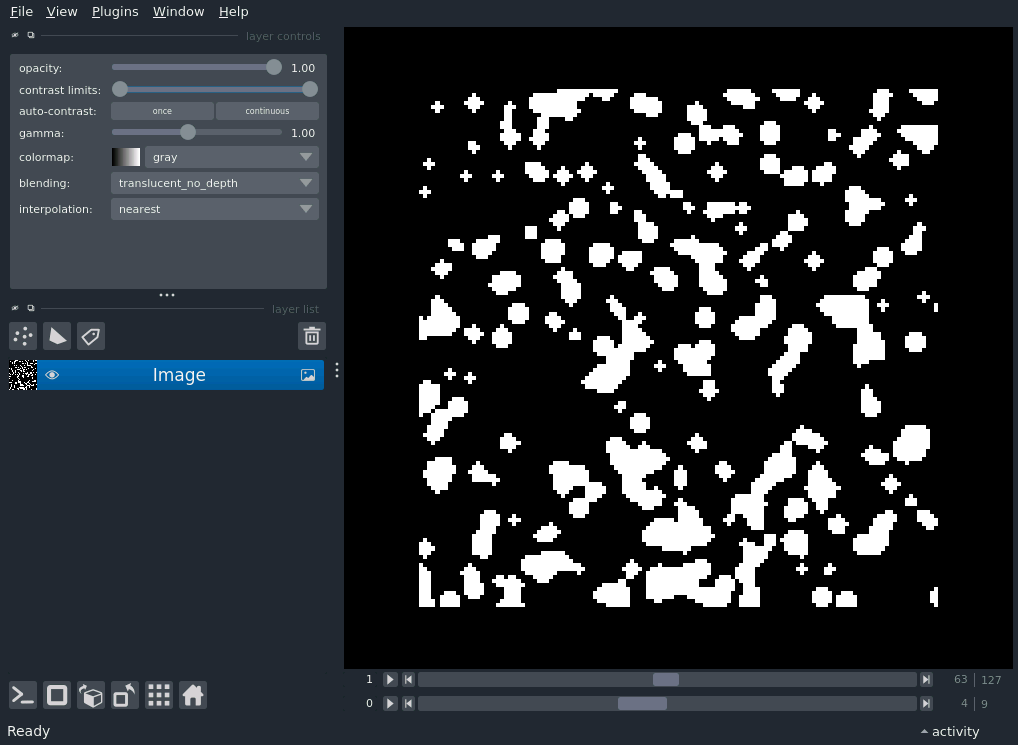 File View Plugins Window Help
layer controls
opacity: 1.00
contrast limits:
auto-contrast: once continuous
gamma: 1.00
colormap: gray
blending: translucent_no_depth
interpolation: nearest
layer list
Image
1 63 127
0 4 9
Ready activity